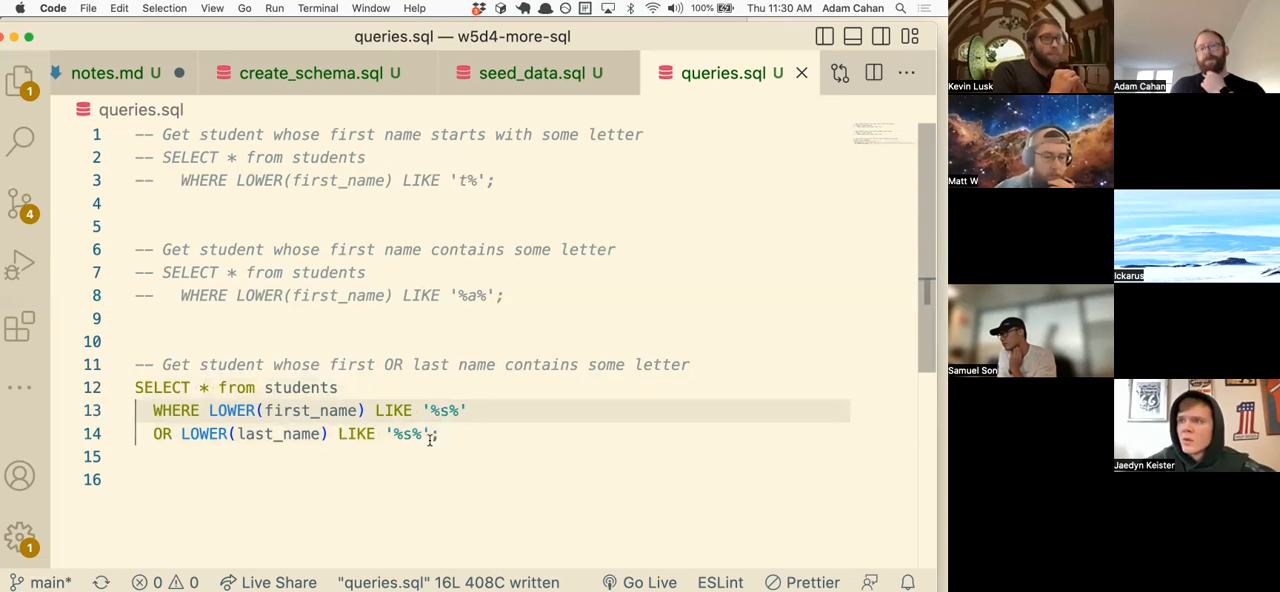 Code File Edit Selection View Go Run Terminal Window Help 100% Thu 11:30 AM Adam Cahan
queries.sql — w5d4-more-sql
notes.md U ● create_schema.sql U seed_data.sql U queries.sql U
queries.sql
1 -- Get student whose first name starts with some letter
2 -- SELECT * from students
3 --   WHERE LOWER(first_name) LIKE 't%';
4
5
6 -- Get student whose first name contains some letter
7 -- SELECT * from students
8 --   WHERE LOWER(first_name) LIKE '%a%';
9
10
11 -- Get student whose first OR last name contains some letter
12 SELECT * from students
13   WHERE LOWER(first_name) LIKE '%s%'
14   OR LOWER(last_name) LIKE '%s%';
15
16
1
4
1
main* 0 0 Live Share "queries.sql" 16L 408C written Go Live ESLint Prettier
Kevin Lusk
Adam Cahan
Matt W
Ickarus
Samuel Son
Jaedyn Keister